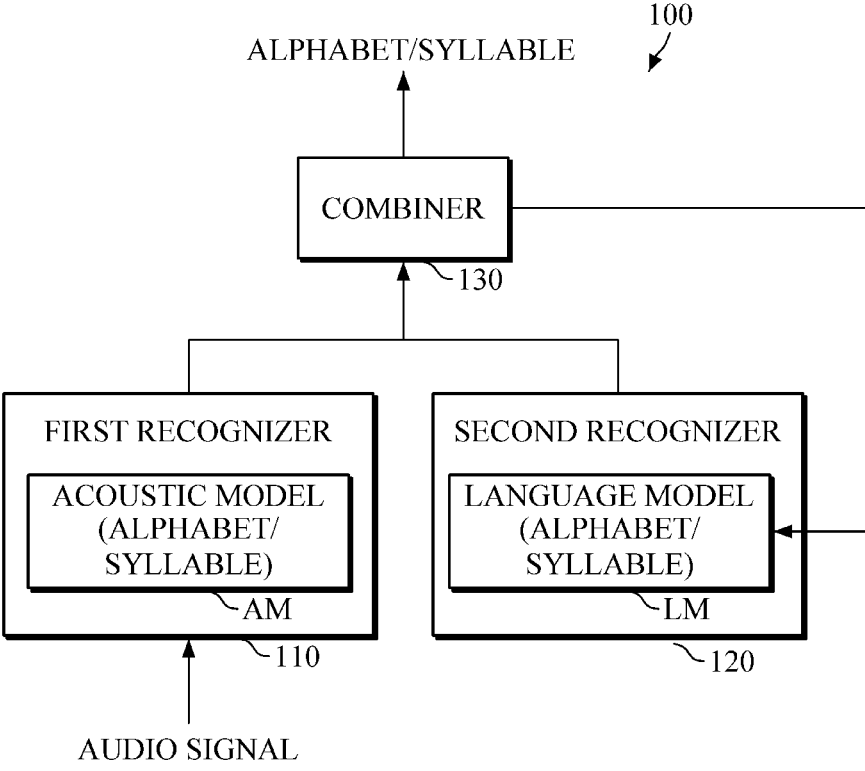 100
ALPHABET/SYLLABLE
COMBINER
130
FIRST RECOGNIZER
ACOUSTIC MODEL
(ALPHABET/
SYLLABLE)
AM
110
AUDIO SIGNAL
SECOND RECOGNIZER
LANGUAGE MODEL
(ALPHABET/
SYLLABLE)
LM
120